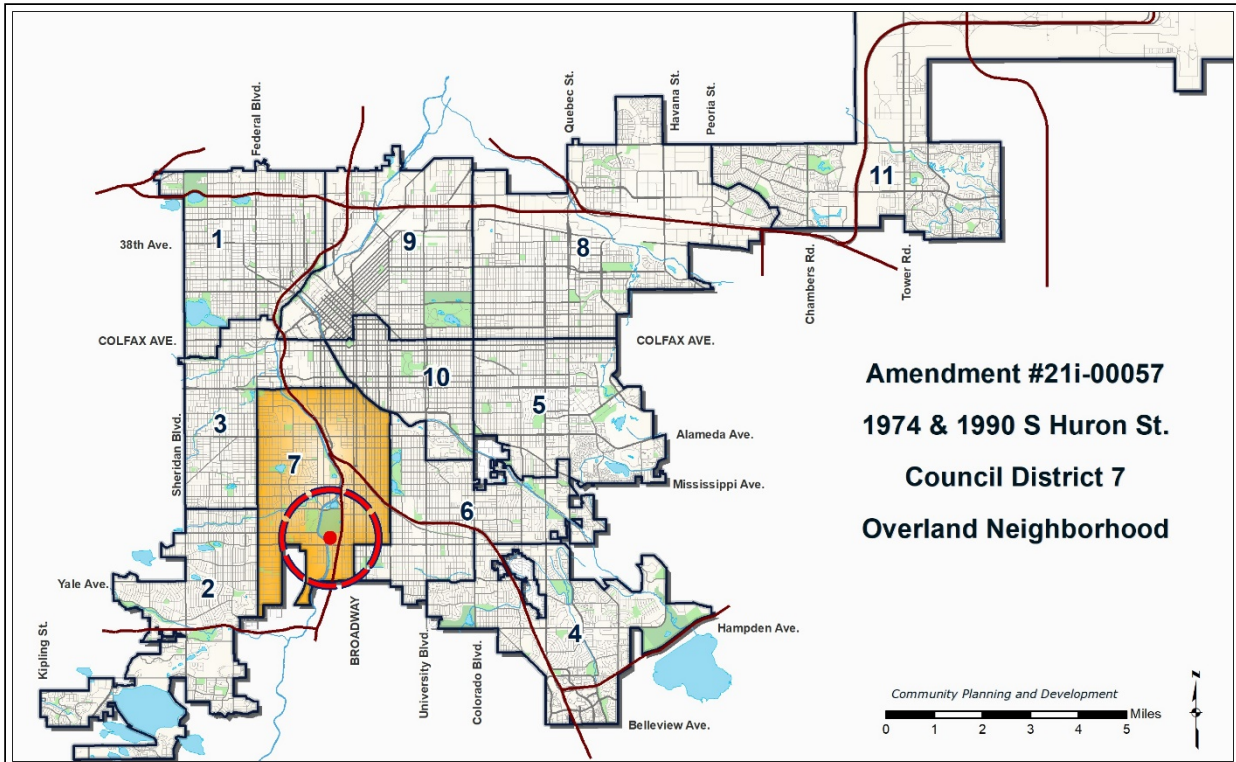 Federal Blvd.
Quebec St.
Havana St.
Peoria St.
11
1
9
8
38th Ave.
Chambers Rd.
Tower Rd.
COLFAX AVE.
COLFAX AVE.
10
5
3
Sheridan Blvd.
7
Alameda Ave.
Mississippi Ave.
6
Yale Ave.
2
4
Kipling St.
BROADWAY
University Blvd.
Colorado Blvd.
Hampden Ave.
Belleview Ave.
Amendment #21i-00057
1974 & 1990 S Huron St.
Council District 7
Overland Neighborhood
Community Planning and Development
Miles
0 1 2 3 4 5
N